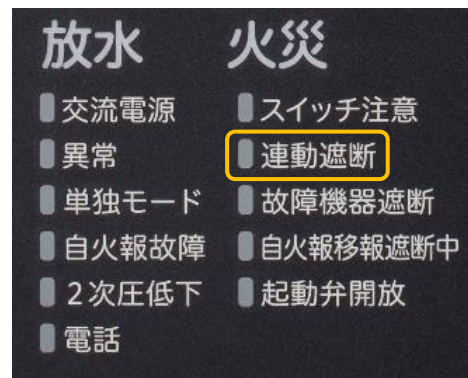 放水 火災
交流電源 スイッチ注意
異常 連動遮断
単独モード 故障機器遮断
自火報故障 自火報移報遮断中
2次圧低下 起動弁開放
電話